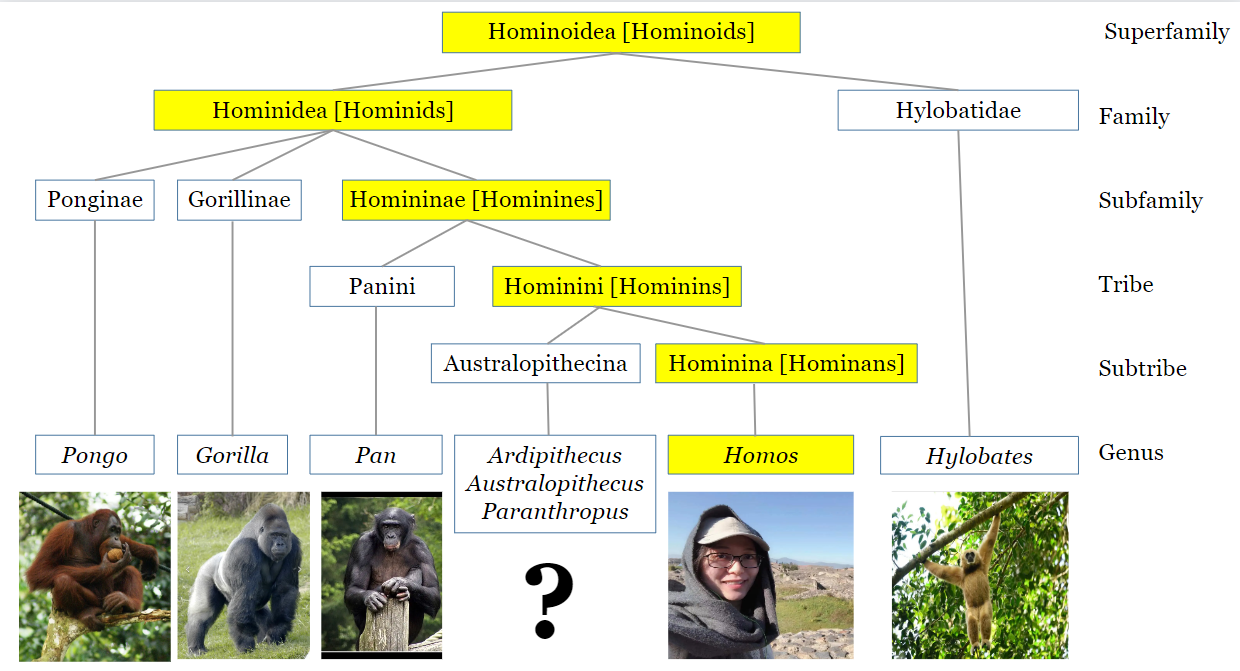 Hominoidea [Hominoids]
Superfamily
Hominidea [Hominids]
Hylobatidae
Family
Ponginae
Gorillinae
Homininae [Hominines]
Subfamily
Panini
Hominini [Hominins]
Tribe
Australopithecina
Hominina [Hominans]
Subtribe
Pongo
Gorilla
Pan
Ardipithecus
Australopithecus
Paranthropus
Homos
Hylobates
Genus
?